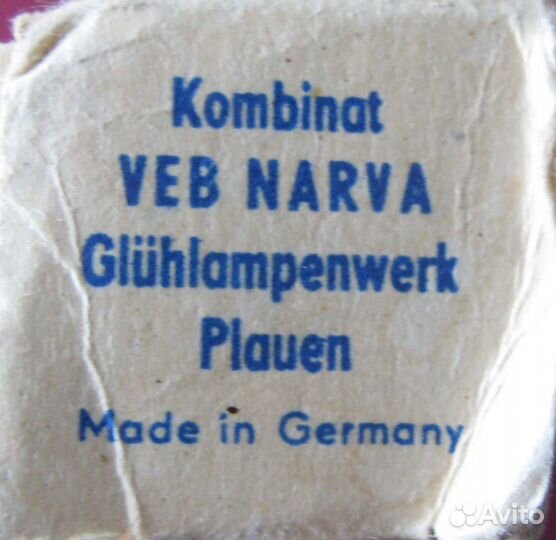 Kombinat
VEB NARVA
Glühlampenwerk
Plauen
Made in Germany
Avito